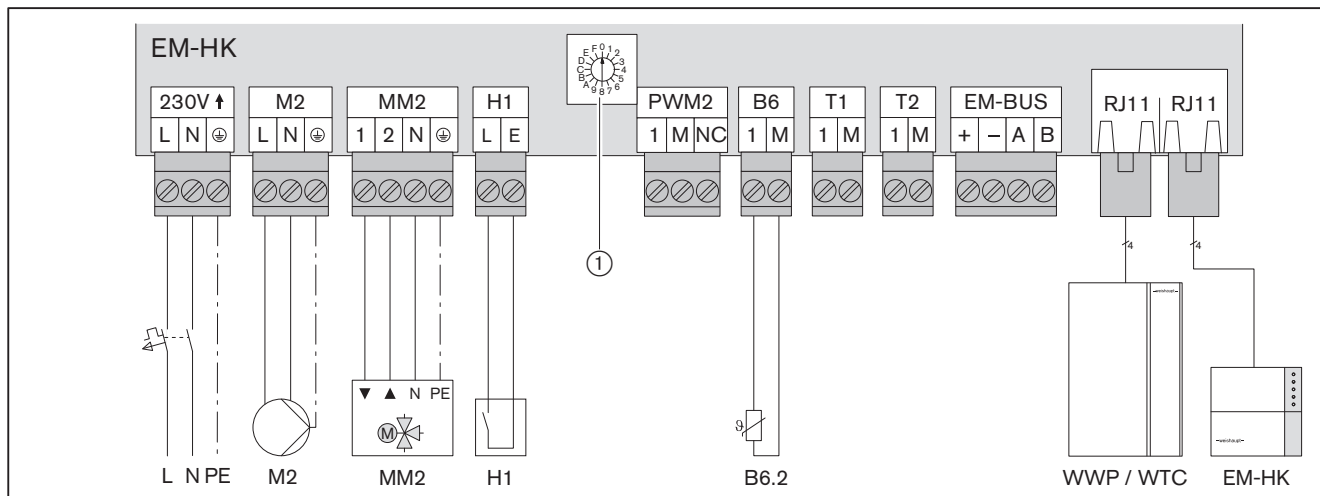 EM-HK
F 0 1 2 3 4 5 6 7 8 9 A B C D E
230V M2 MM2 H1 PWM2 B6 T1 T2 EM-BUS RJ11 RJ11
L N L N 1 2 N L E 1 M NC 1 M 1 M 1 M + − A B
1
4 4
-weishaupt-
▼ ▲ N PE
M
ϑ
-weishaupt-
L N PE M2 MM2 H1 B6.2 WWP / WTC EM-HK